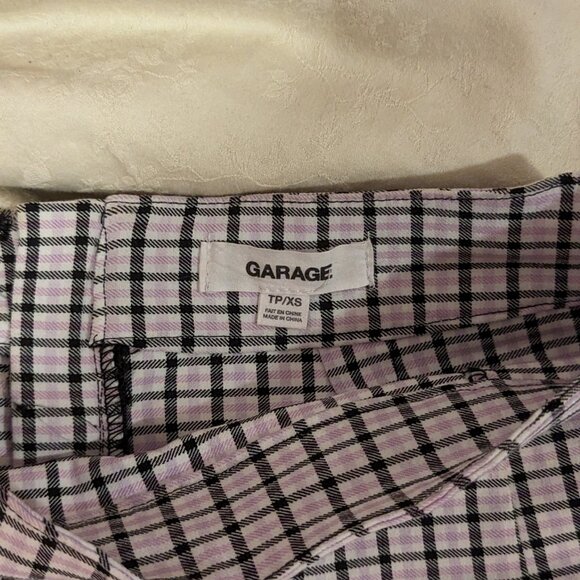 GARAGE
TP/XS
FAIT EN CHINE
MADE IN CHINA